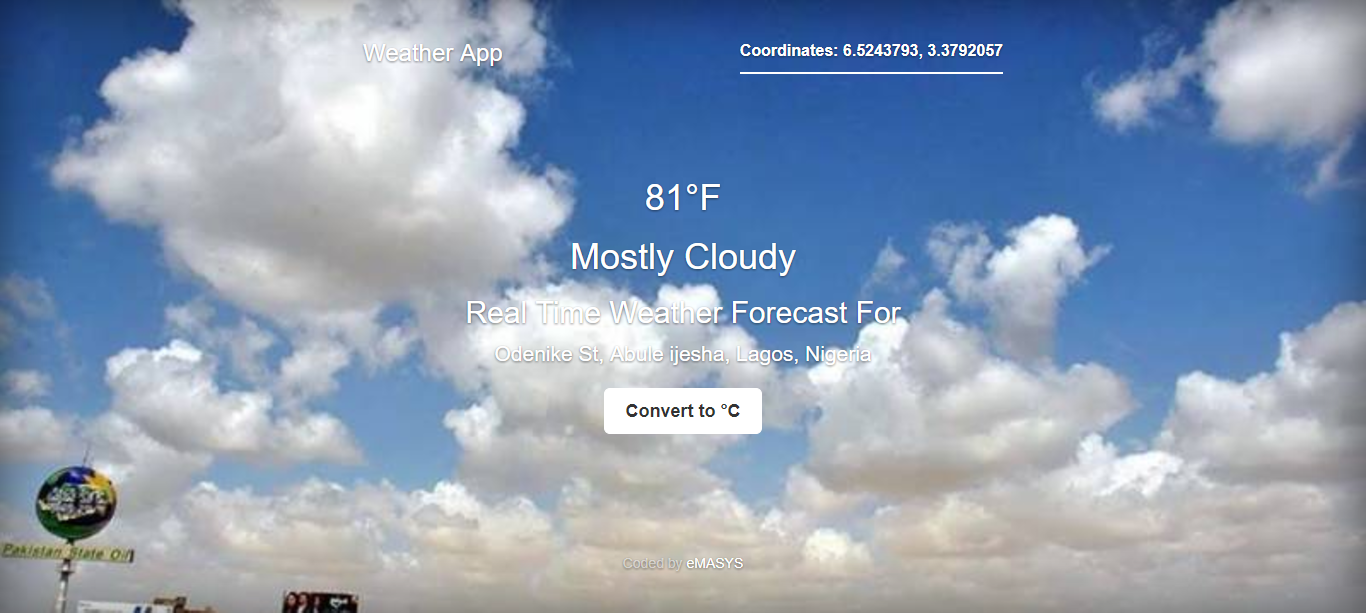 Weather App
Coordinates: 6.5243793, 3.3792057
81°F
Mostly Cloudy
Real Time Weather Forecast For
Odenike St, Abule ijesha, Lagos, Nigeria
Convert to °C
Pakistan State Oil
Coded by eMASYS